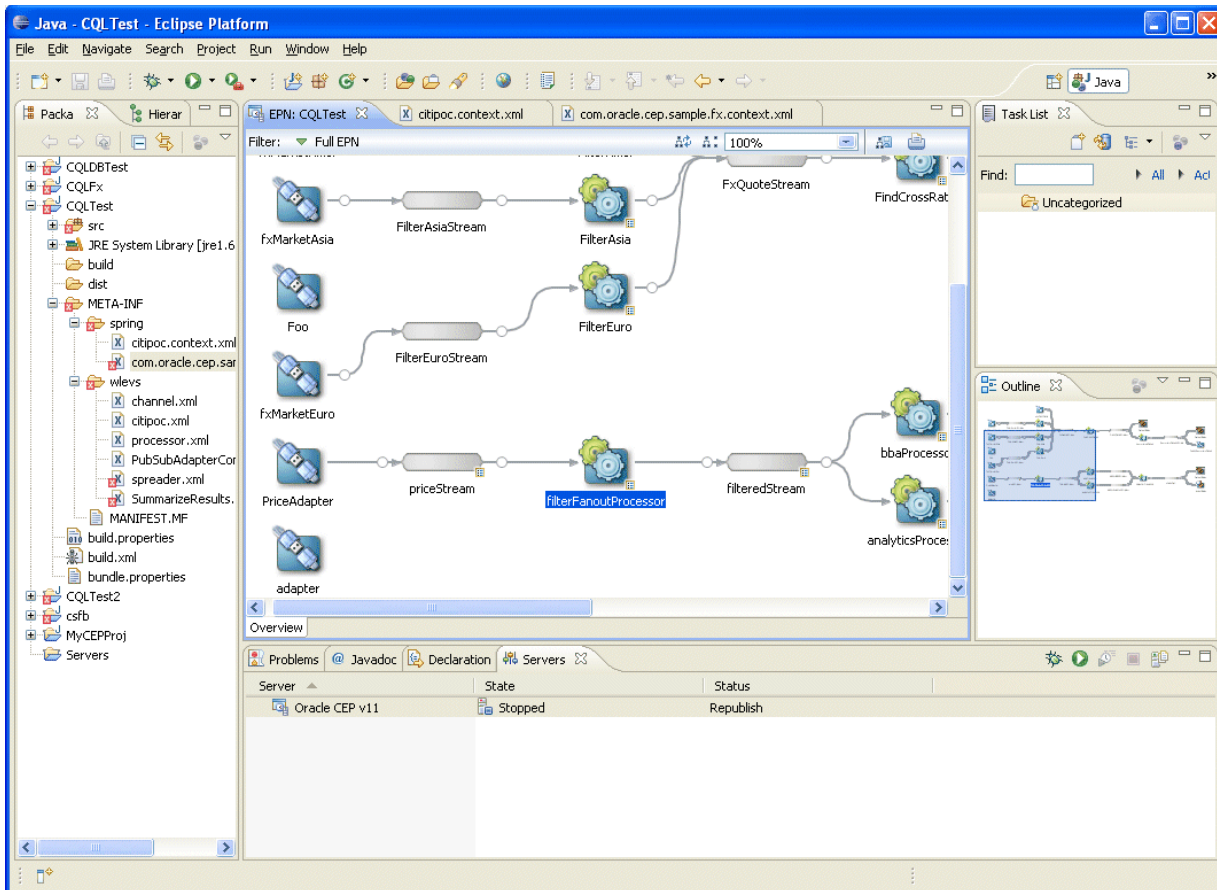 Java - CQLTest - Eclipse Platform
File Edit Navigate Search Project Run Window Help
Java
Packa
Hierar
CQLDBTest
CQLFx
CQLTest
src
JRE System Library [jre1.6
build
dist
META-INF
spring
citipoc.context.xml
com.oracle.cep.sar
wlevs
channel.xml
citipoc.xml
processor.xml
PubSubAdapterCor
spreader.xml
SummarizeResults.
MANIFEST.MF
build.properties
build.xml
bundle.properties
CQLTest2
csfb
MyCEPProj
Servers
EPN: CQLTest
citipoc.context.xml
com.oracle.cep.sample.fx.context.xml
Filter: Full EPN
100%
FxQuoteStream
FindCrossRat
fxMarketAsia
FilterAsiaStream
FilterAsia
Foo
FilterEuro
FilterEuroStream
fxMarketEuro
bbaProcesso
PriceAdapter
priceStream
filterFanoutProcessor
filteredStream
analyticsProce
adapter
Overview
Task List
Find:
All
Act
Uncategorized
Outline
Problems
@ Javadoc
Declaration
Servers
Server State Status
Oracle CEP v11 Stopped Republish